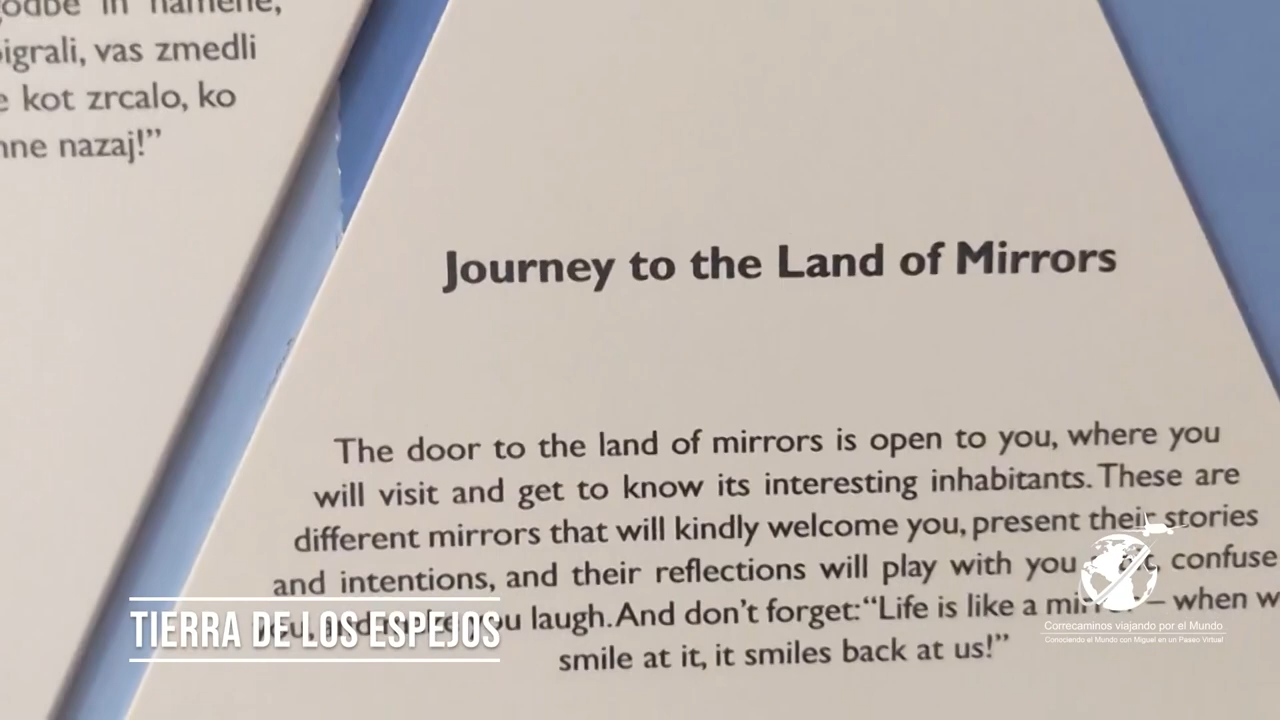 in namene,
igrali, vas zmedli
kot zrcalo, ko
nazaj!”
Journey to the Land of Mirrors
The door to the land of mirrors is open to you, where you
will visit and get to know its interesting inhabitants. These are
different mirrors that will kindly welcome you, present their stories
and intentions, and their reflections will play with you confuse
laugh. And don’t forget: “Life is like a – when
smile at it, it smiles back at us!”
TIERRA DE LOS ESPEJOS
Correcaminos viajando por el Mundo
Conociendo el Mundo con Miguel en un Paseo Virtual